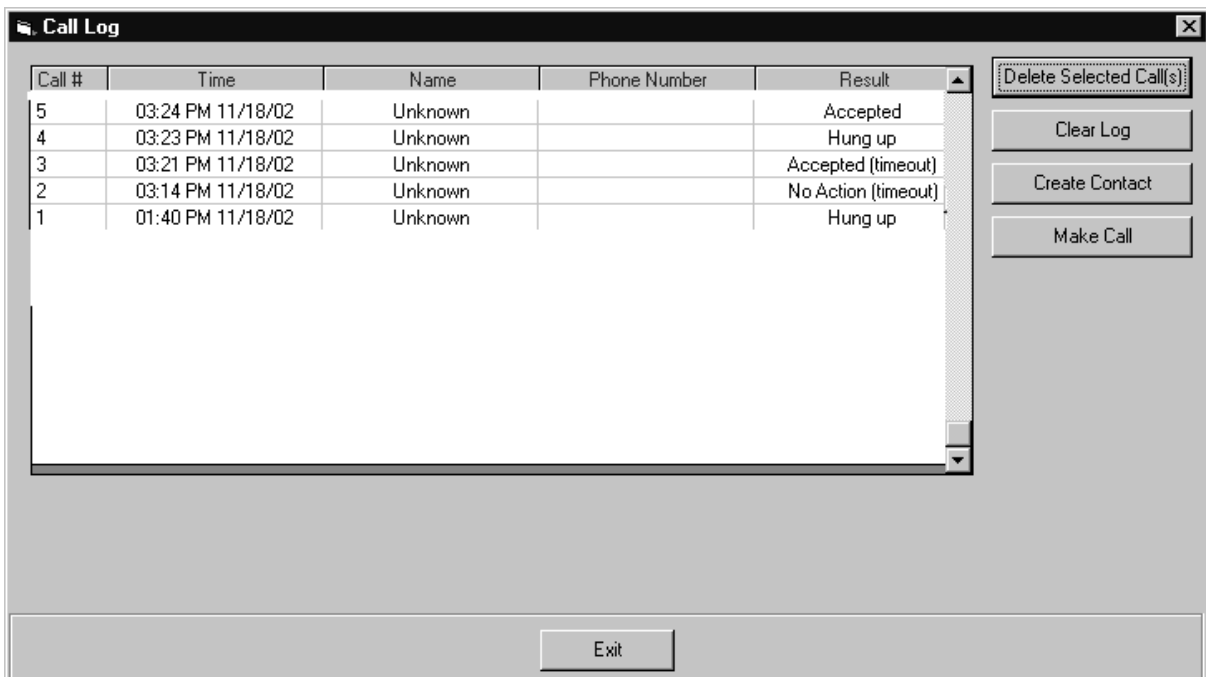 Call Log
Call # Time Name Phone Number Result
5 03:24 PM 11/18/02 Unknown Accepted
4 03:23 PM 11/18/02 Unknown Hung up
3 03:21 PM 11/18/02 Unknown Accepted (timeout)
2 03:14 PM 11/18/02 Unknown No Action (timeout)
1 01:40 PM 11/18/02 Unknown Hung up
Delete Selected Call(s)
Clear Log
Create Contact
Make Call
Exit